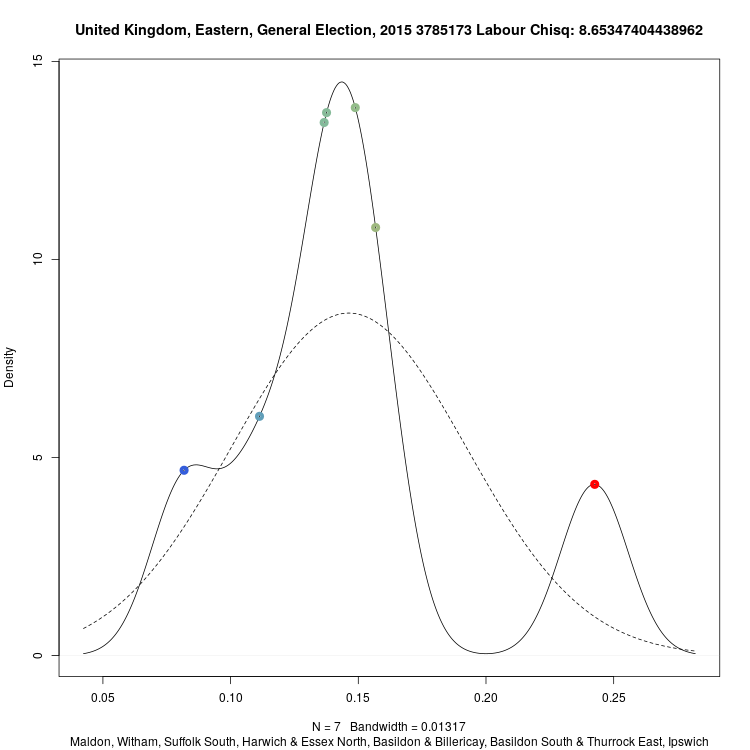 United Kingdom, Eastern, General Election, 2015 3785173 Labour Chisq: 8.65347404438962
15
10
5
0
Density
0.05 0.10 0.15 0.20 0.25
N = 7 Bandwidth = 0.01317
Maldon, Witham, Suffolk South, Harwich & Essex North, Basildon & Billericay, Basildon South & Thurrock East, Ipswich